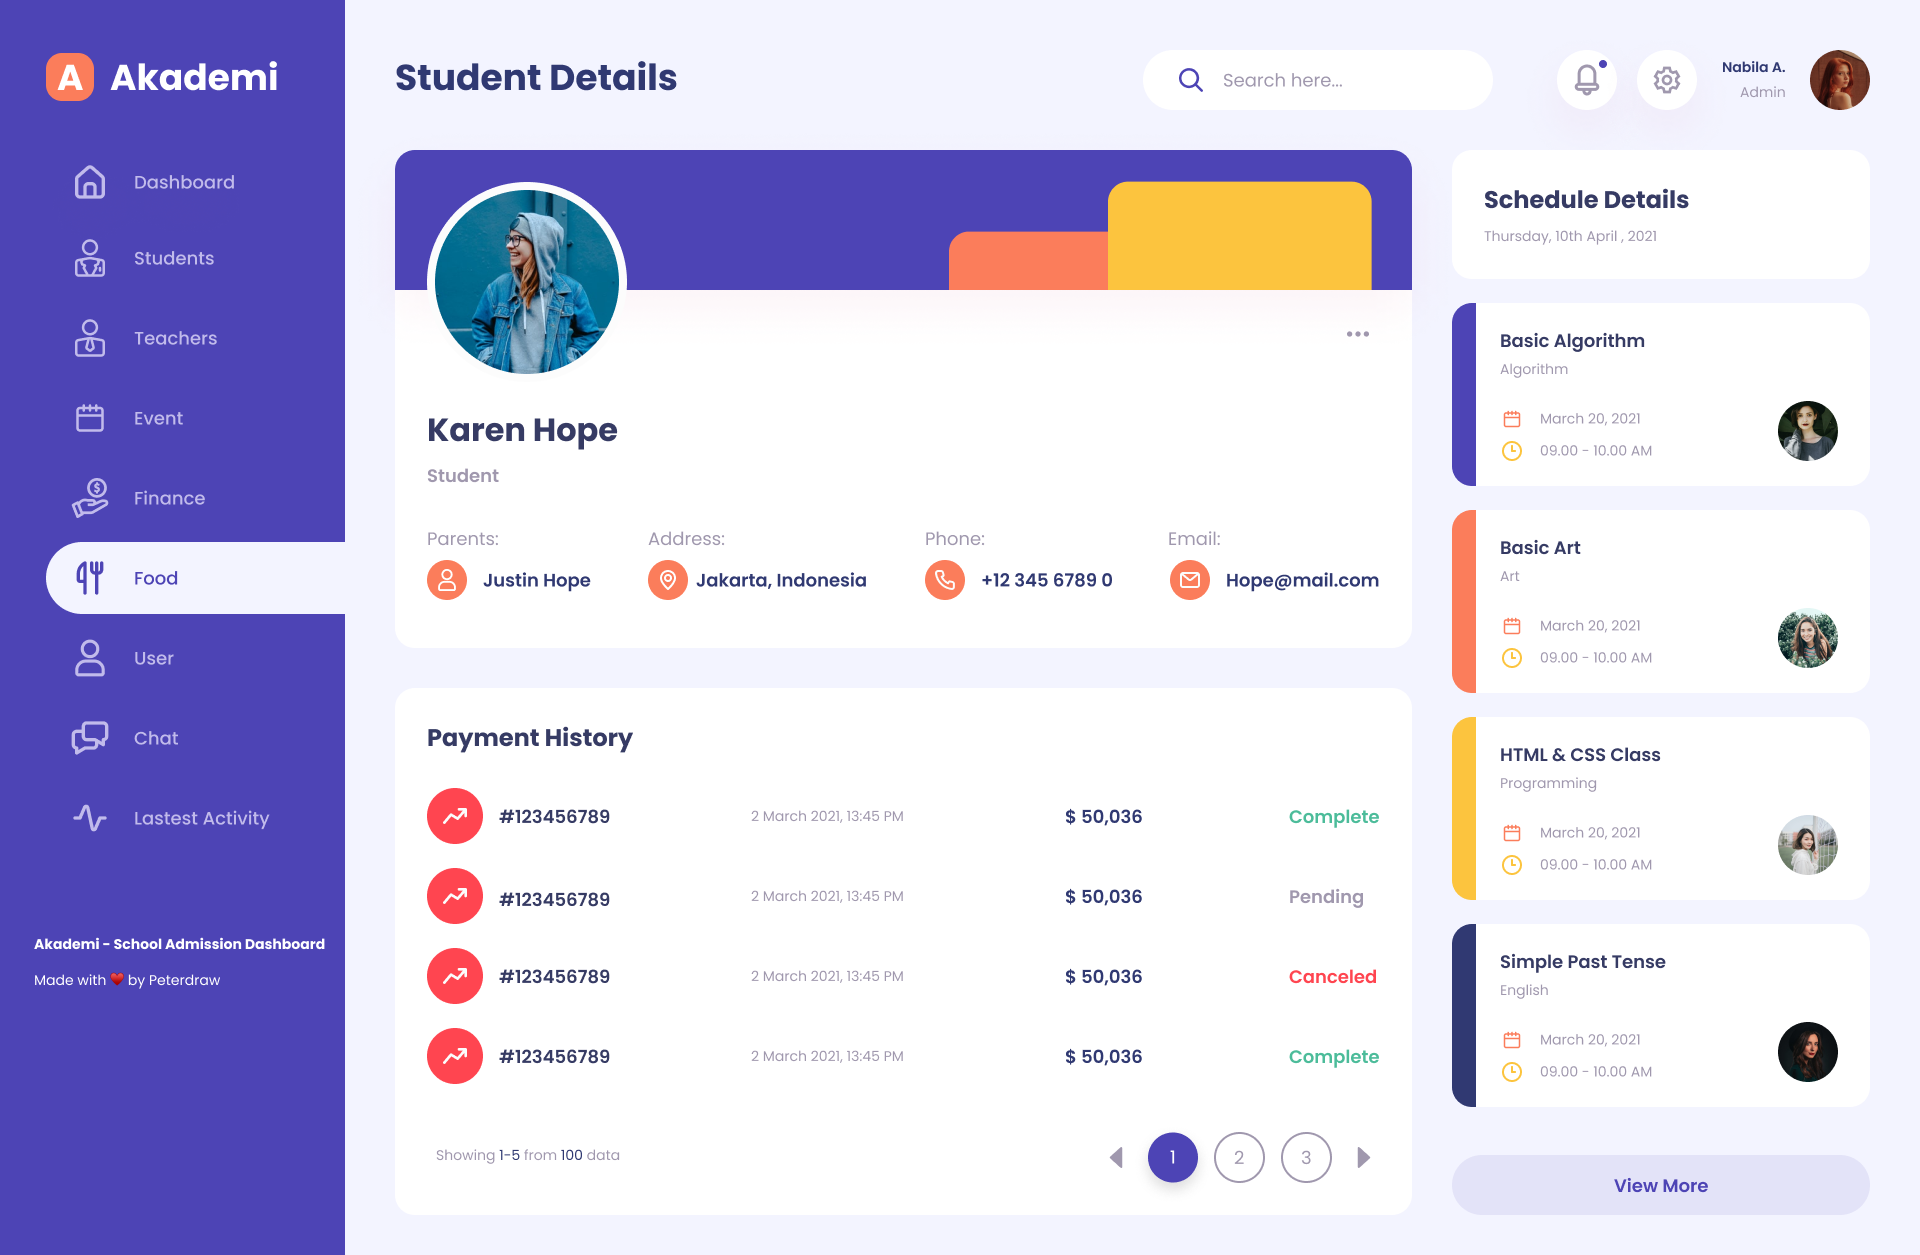 A Akademi
Dashboard
Students
Teachers
Event
Finance
Food
User
Chat
Lastest Activity
Akademi - School Admission Dashboard
Made with ❤️ by Peterdraw
Student Details
Search here...
Nabila A.
Admin
Karen Hope
Student
Parents:
Justin Hope
Address:
Jakarta, Indonesia
Phone:
+12 345 6789 0
Email:
Hope@mail.com
Payment History
#123456789 2 March 2021, 13:45 PM $ 50,036 Complete
#123456789 2 March 2021, 13:45 PM $ 50,036 Pending
#123456789 2 March 2021, 13:45 PM $ 50,036 Canceled
#123456789 2 March 2021, 13:45 PM $ 50,036 Complete
Showing 1-5 from 100 data
1 2 3
Schedule Details
Thursday, 10th April , 2021
Basic Algorithm
Algorithm
March 20, 2021
09.00 - 10.00 AM
Basic Art
Art
March 20, 2021
09.00 - 10.00 AM
HTML & CSS Class
Programming
March 20, 2021
09.00 - 10.00 AM
Simple Past Tense
English
March 20, 2021
09.00 - 10.00 AM
View More